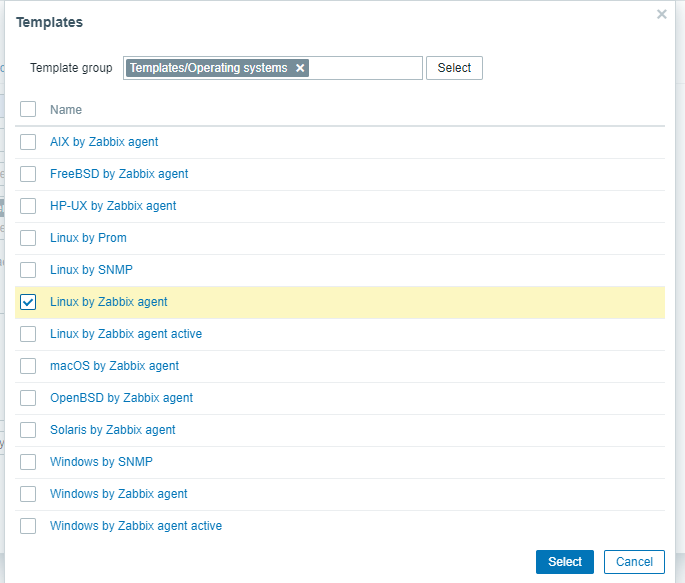 Templates
Template group Templates/Operating systems Select
Name
AIX by Zabbix agent
FreeBSD by Zabbix agent
HP-UX by Zabbix agent
Linux by Prom
Linux by SNMP
Linux by Zabbix agent
Linux by Zabbix agent active
macOS by Zabbix agent
OpenBSD by Zabbix agent
Solaris by Zabbix agent
Windows by SNMP
Windows by Zabbix agent
Windows by Zabbix agent active
Select Cancel